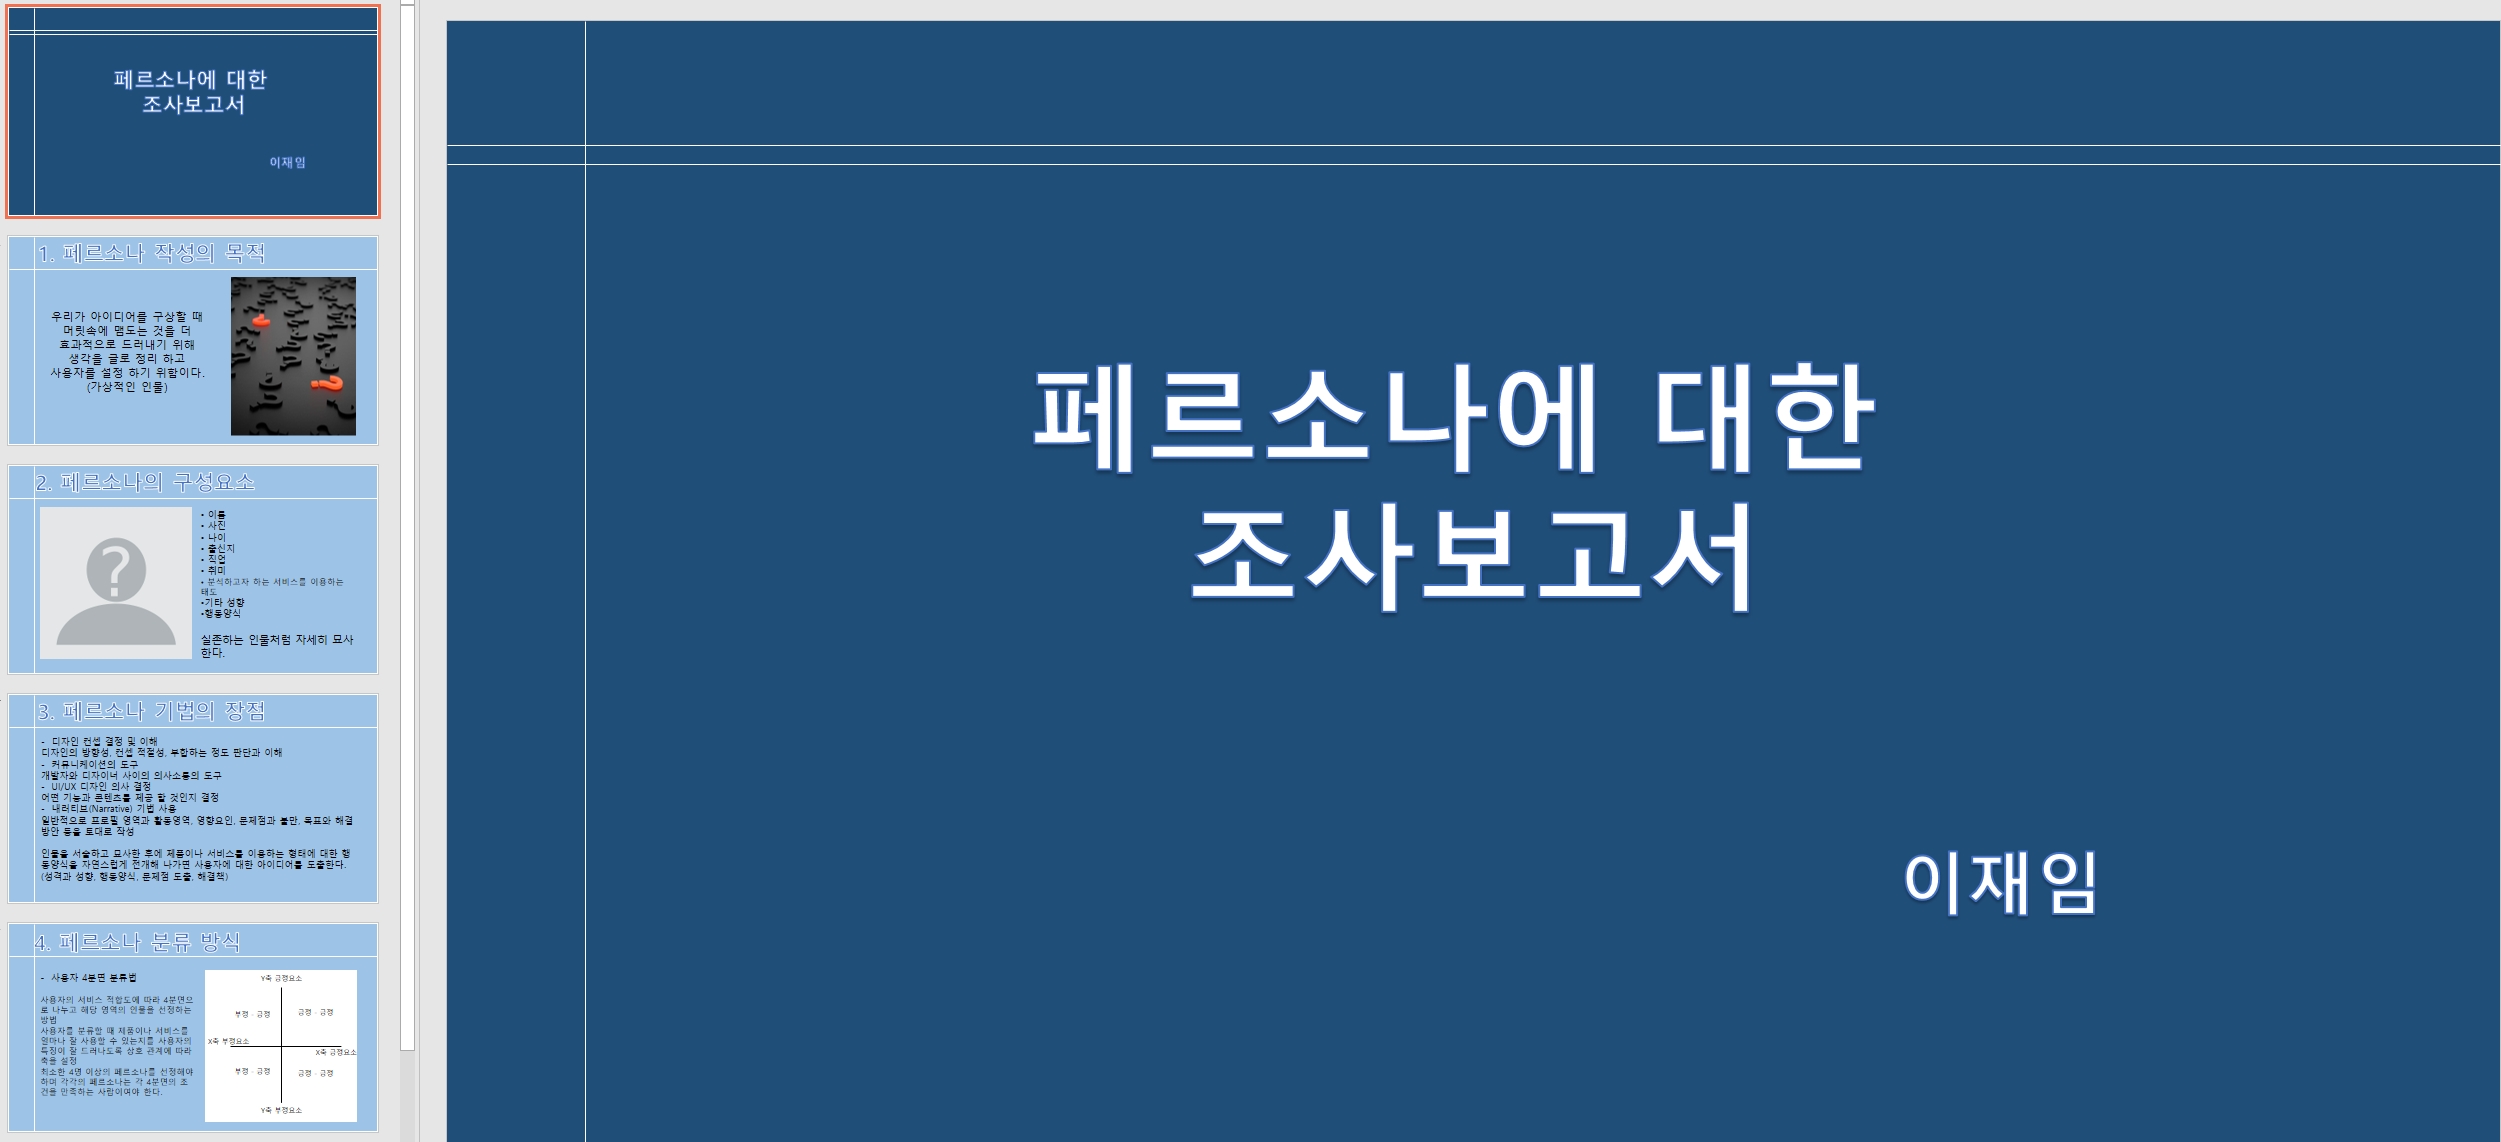 페르소나에 대한
조사보고서
이재임
1. 페르소나 작성의 목적
우리가 아이디어를 구상할 때
머릿속에 맴도는 것을 더
효과적으로 드러내기 위해
생각을 글로 정리 하고
사용자를 설정 하기 위함이다.
(가상적인 인물)
2. 페르소나의 구성요소
• 이름
• 사진
• 나이
• 출신지
• 직업
• 취미
• 분석하고자 하는 서비스를 이용하는
태도
•기타 성향
•행동양식
실존하는 인물처럼 자세히 묘사
한다.
3. 페르소나 기법의 장점
- 디자인 컨셉 결정 및 이해
디자인의 방향성, 컨셉 적절성, 부합하는 정도 판단과 이해
- 커뮤니케이션의 도구
개발자와 디자이너 사이의 의사소통의 도구
- UI/UX 디자인 의사 결정
어떤 기능과 콘텐츠를 제공 할 것인지 결정
- 내러티브(Narrative) 기법 사용
일반적으로 프로필 영역과 활동영역, 영향요인, 문제점과 불만, 목표와 해결
방안 등을 토대로 작성
인물을 서술하고 묘사한 후에 제품이나 서비스를 이용하는 형태에 대한 행
동양식을 자연스럽게 전개해 나가면 사용자에 대한 아이디어를 도출한다.
(성격과 성향, 행동양식, 문제점 도출, 해결책)
4. 페르소나 분류 방식
- 사용자 4분면 분류법
사용자의 서비스 적합도에 따라 4분면으
로 나누고 해당 영역의 인물을 선정하는
방법
사용자를 분류할 때 제품이나 서비스를
얼마나 잘 사용할 수 있는지를 사용자의
특징이 잘 드러나도록 상호 관계에 따라
축을 설정
최소한 4명 이상의 페르소나를 선정해야
하며 각각의 페르소나는 각 4분면의 조
건을 만족하는 사람이여야 한다.
Y축 긍정요소
부정 - 긍정
긍정 - 긍정
X축 부정요소
X축 긍정요소
부정 - 긍정
긍정 - 긍정
Y축 부정요소
페르소나에 대한
조사보고서
이재임